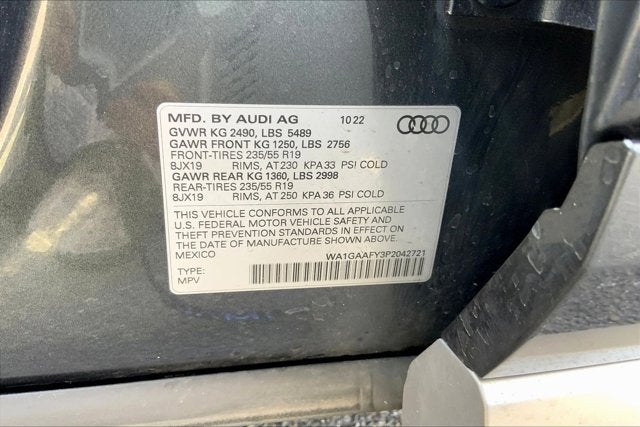 MFD. BY AUDI AG 10 22
GVWR KG 2490, LBS 5489
GAWR FRONT KG 1250, LBS 2756
FRONT-TIRES 235/55 R19
8JX19 RIMS, AT 230 KPA 33 PSI COLD
GAWR REAR KG 1360, LBS 2998
REAR-TIRES 235/55 R19
8JX19 RIMS, AT 250 KPA 36 PSI COLD
THIS VEHICLE CONFORMS TO ALL APPLICABLE
U.S. FEDERAL MOTOR VEHICLE SAFETY AND
THEFT PREVENTION STANDARDS IN EFFECT ON
THE DATE OF MANUFACTURE SHOWN ABOVE
MEXICO WA1GAAFY3P2042721
TYPE:
MPV